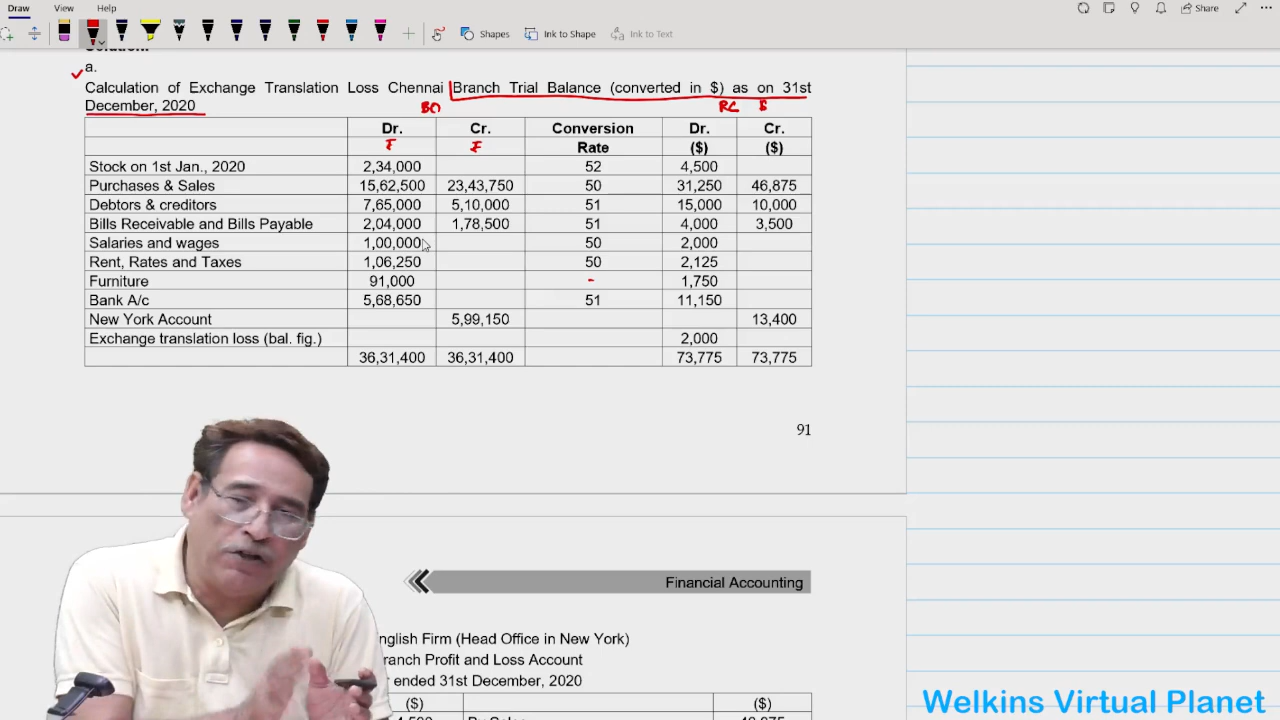 Draw View Help Share
Shapes Ink to Shape Ink to Text
Solution:
a.
Calculation of Exchange Translation Loss Chennai Branch Trial Balance (converted in $) as on 31st
December, 2020
BO RC $
Dr. Cr. Conversion Dr. Cr.
₹ ₹ Rate ($) ($)
Stock on 1st Jan., 2020 2,34,000 52 4,500
Purchases & Sales 15,62,500 23,43,750 50 31,250 46,875
Debtors & creditors 7,65,000 5,10,000 51 15,000 10,000
Bills Receivable and Bills Payable 2,04,000 1,78,500 51 4,000 3,500
Salaries and wages 1,00,000 50 2,000
Rent, Rates and Taxes 1,06,250 50 2,125
Furniture 91,000 - 1,750
Bank A/c 5,68,650 51 11,150
New York Account 5,99,150 13,400
Exchange translation loss (bal. fig.) 2,000
36,31,400 36,31,400 73,775 73,775
91
Financial Accounting
nglish Firm (Head Office in New York)
ranch Profit and Loss Account
ended 31st December, 2020
($) ($)
Welkins Virtual Planet